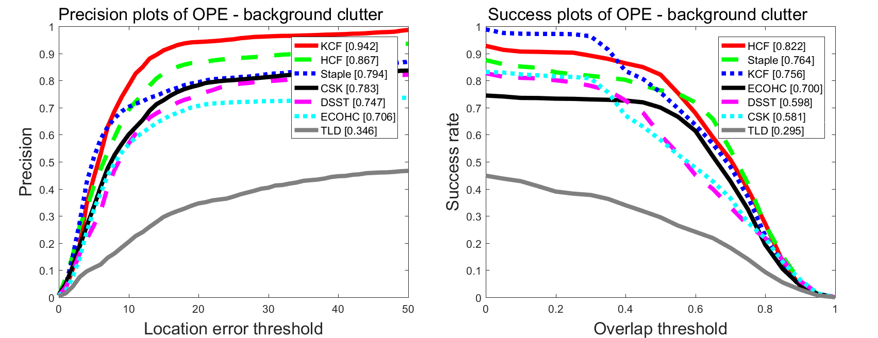 Precision plots of OPE - background clutter
1
0.9
0.8
0.7
0.6
0.5
0.4
0.3
0.2
0.1
0
Precision
KCF [0.942]
HCF [0.867]
Staple [0.794]
CSK [0.783]
DSST [0.747]
ECOHC [0.706]
TLD [0.346]
0 10 20 30 40 50
Location error threshold
Success plots of OPE - background clutter
1
0.9
0.8
0.7
0.6
0.5
0.4
0.3
0.2
0.1
0
Success rate
HCF [0.822]
Staple [0.764]
KCF [0.756]
ECOHC [0.700]
DSST [0.598]
CSK [0.581]
TLD [0.295]
0 0.2 0.4 0.6 0.8 1
Overlap threshold